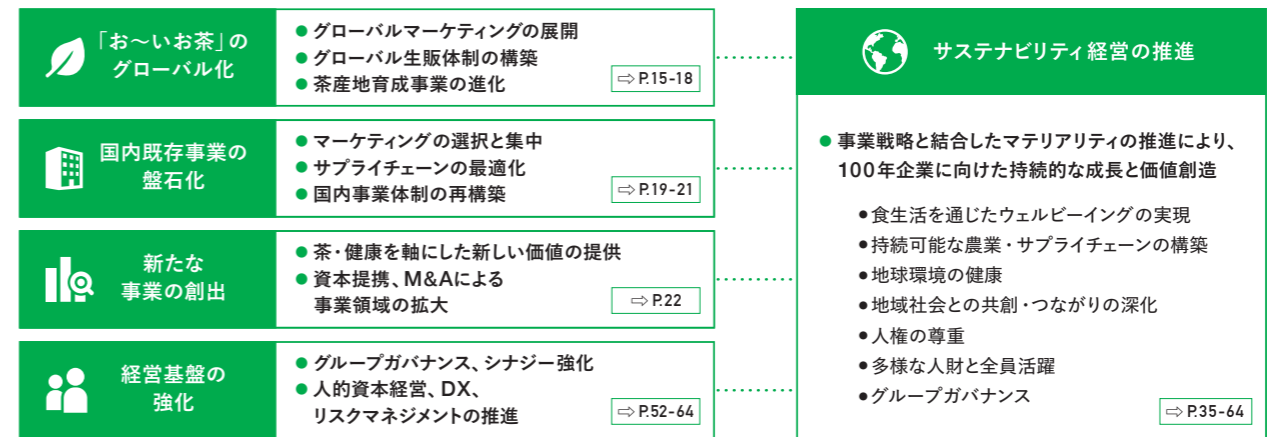 「お〜いお茶」の
グローバル化
● グローバルマーケティングの展開
● グローバル生販体制の構築
● 茶産地育成事業の進化
⇨ P.15-18
国内既存事業の
盤石化
● マーケティングの選択と集中
● サプライチェーンの最適化
● 国内事業体制の再構築
⇨ P.19-21
新たな
事業の創出
● 茶・健康を軸にした新しい価値の提供
● 資本提携、M&Aによる
事業領域の拡大
⇨ P.22
経営基盤の
強化
● グループガバナンス、シナジー強化
● 人的資本経営、DX、
リスクマネジメントの推進
⇨ P.52-64
サステナビリティ経営の推進
● 事業戦略と結合したマテリアリティの推進により、
100年企業に向けた持続的な成長と価値創造
●食生活を通じたウェルビーイングの実現
●持続可能な農業・サプライチェーンの構築
●地球環境の健康
●地域社会との共創・つながりの深化
●人権の尊重
●多様な人財と全員活躍
●グループガバナンス
⇨ P.35-64